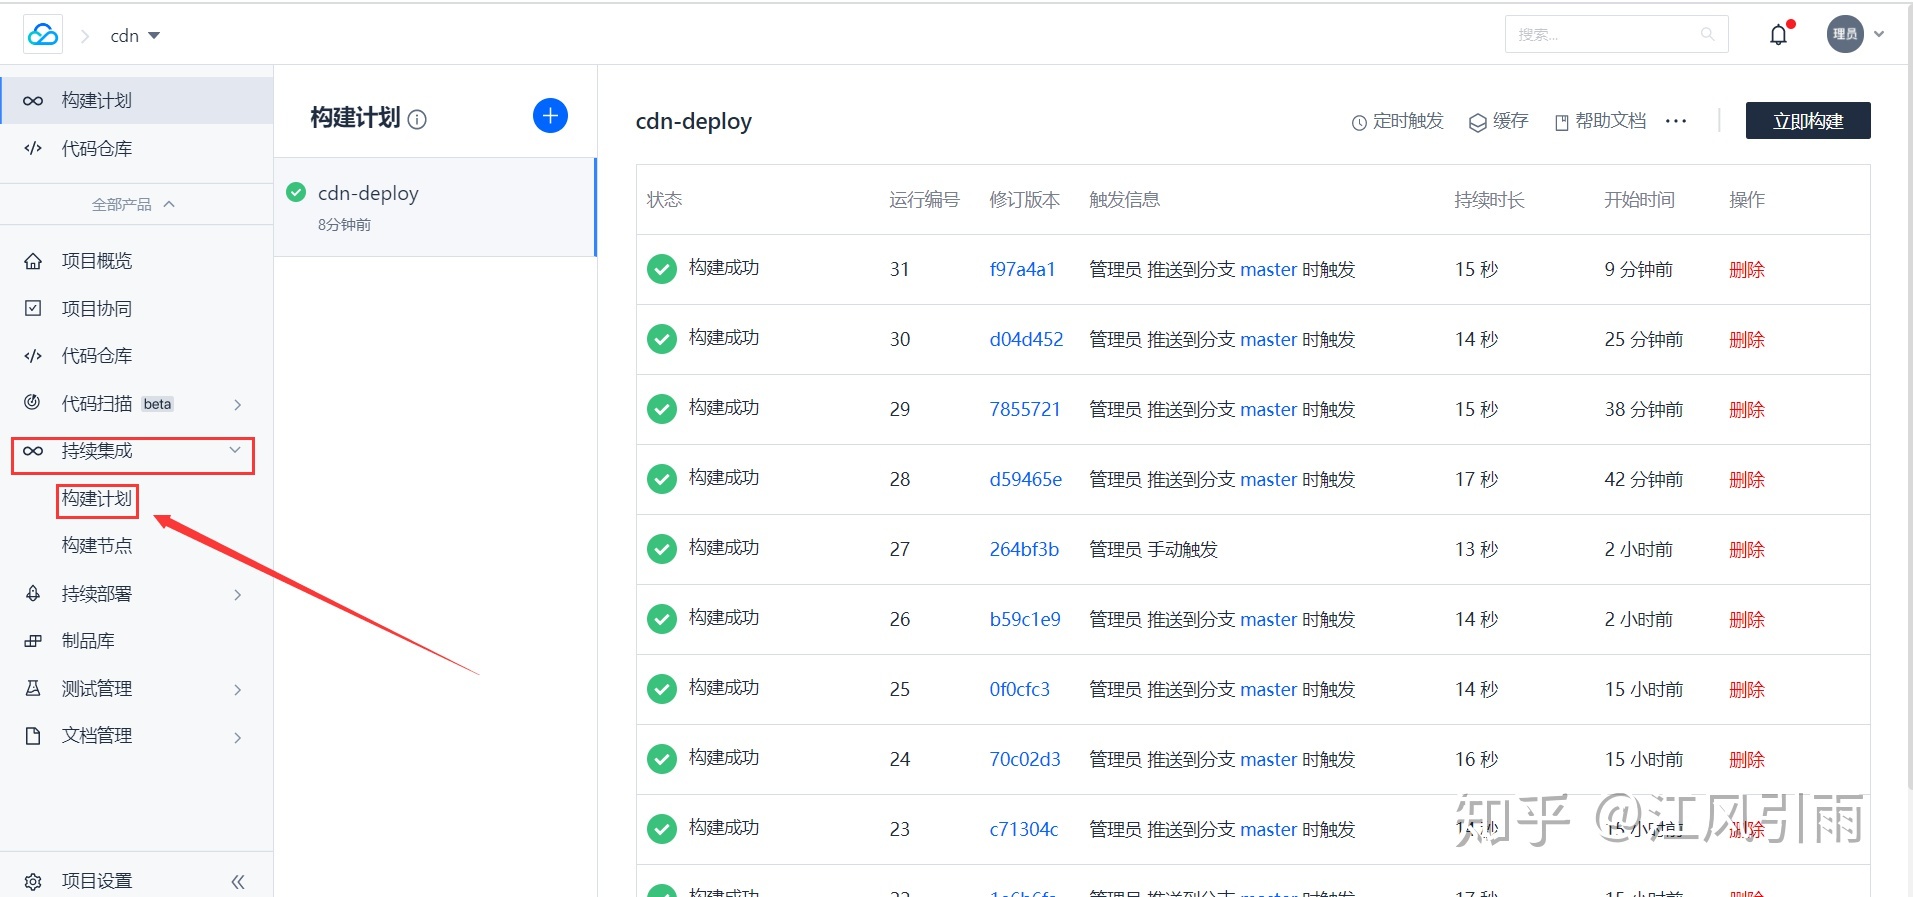 cdn
搜索...
理员
构建计划
代码仓库
全部产品
项目概览
项目协同
代码仓库
代码扫描 beta
持续集成
构建计划
构建节点
持续部署
制品库
测试管理
文档管理
项目设置
构建计划
cdn-deploy
8分钟前
cdn-deploy
定时触发 缓存 帮助文档 ... 立即构建
状态 运行编号 修订版本 触发信息 持续时长 开始时间 操作
构建成功 31 f97a4a1 管理员 推送到分支 master 时触发 15 秒 9 分钟前 删除
构建成功 30 d04d452 管理员 推送到分支 master 时触发 14 秒 25 分钟前 删除
构建成功 29 7855721 管理员 推送到分支 master 时触发 15 秒 38 分钟前 删除
构建成功 28 d59465e 管理员 推送到分支 master 时触发 17 秒 42 分钟前 删除
构建成功 27 264bf3b 管理员 手动触发 13 秒 2 小时前 删除
构建成功 26 b59c1e9 管理员 推送到分支 master 时触发 14 秒 2 小时前 删除
构建成功 25 0f0cfc3 管理员 推送到分支 master 时触发 14 秒 15 小时前 删除
构建成功 24 70c02d3 管理员 推送到分支 master 时触发 16 秒 15 小时前 删除
构建成功 23 c71304c 管理员 推送到分支 master 时触发 14 秒 15 小时前 删除
知乎 @江风引雨